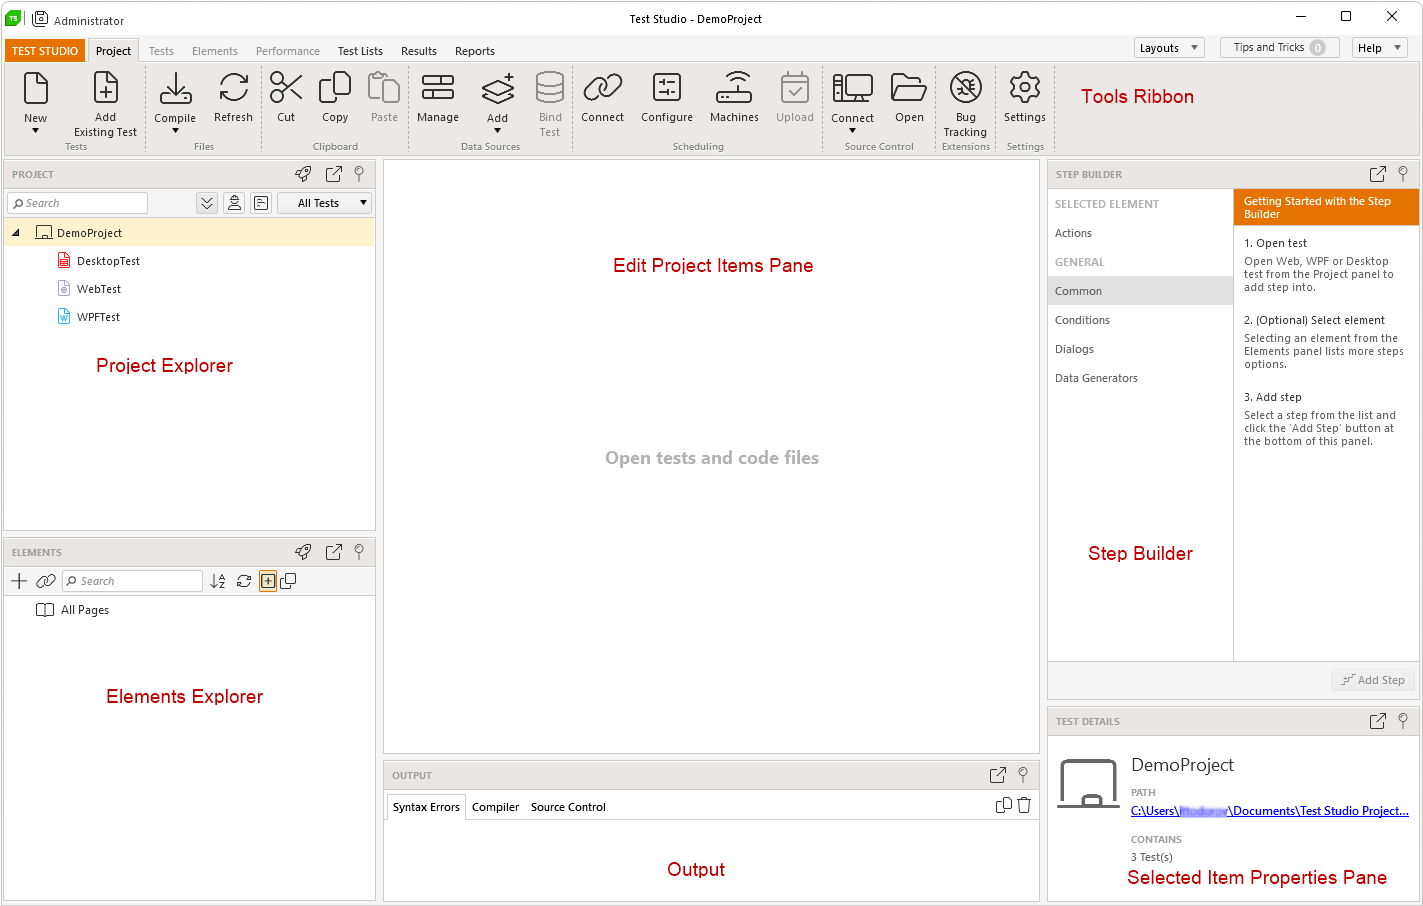 TS
Administrator
Test Studio - DemoProject
TEST STUDIO
Project
Tests
Elements
Performance
Test Lists
Results
Reports
Layouts
Tips and Tricks 0
Help
New
Add
Existing Test
Tests
Compile
Refresh
Files
Cut
Copy
Paste
Clipboard
Manage
Add
Bind
Test
Data Sources
Connect
Configure
Machines
Upload
Scheduling
Connect
Open
Source Control
Bug
Tracking
Extensions
Settings
Settings
Tools Ribbon
PROJECT
Search
All Tests
DemoProject
DesktopTest
WebTest
WPFTest
Project Explorer
ELEMENTS
Search
All Pages
Elements Explorer
Edit Project Items Pane
Open tests and code files
OUTPUT
Syntax Errors
Compiler
Source Control
Output
STEP BUILDER
SELECTED ELEMENT
Actions
GENERAL
Common
Conditions
Dialogs
Data Generators
Getting Started with the Step
Builder
1. Open test
Open Web, WPF or Desktop
test from the Project panel to
add step into.
2. (Optional) Select element
Selecting an element from the
Elements panel lists more steps
options.
3. Add step
Select a step from the list and
click the 'Add Step' button at
the bottom of this panel.
Step Builder
Add Step
TEST DETAILS
DemoProject
PATH
C:\Users\ \Documents\Test Studio Project...
CONTAINS
3 Test(s)
Selected Item Properties Pane